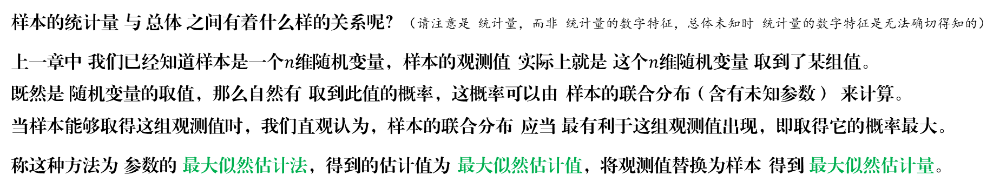 样本的统计量 与 总体 之间有着什么样的关系呢？（请注意是 统计量，而非 统计量的数字特征，总体未知时 统计量的数字特征是无法确切得知的）
上一章中 我们已经知道样本是一个n维随机变量，样本的观测值 实际上就是 这个n维随机变量 取到了某组值。
既然是 随机变量的取值，那么自然有 取到此值的概率，这概率可以由 样本的联合分布（含有未知参数） 来计算。
当样本能够取得这组观测值时，我们直观认为，样本的联合分布 应当 最有利于这组观测值出现，即取得它的概率最大。
称这种方法为 参数的 最大似然估计法，得到的估计值为 最大似然估计值，将观测值替换为样本 得到 最大似然估计量。